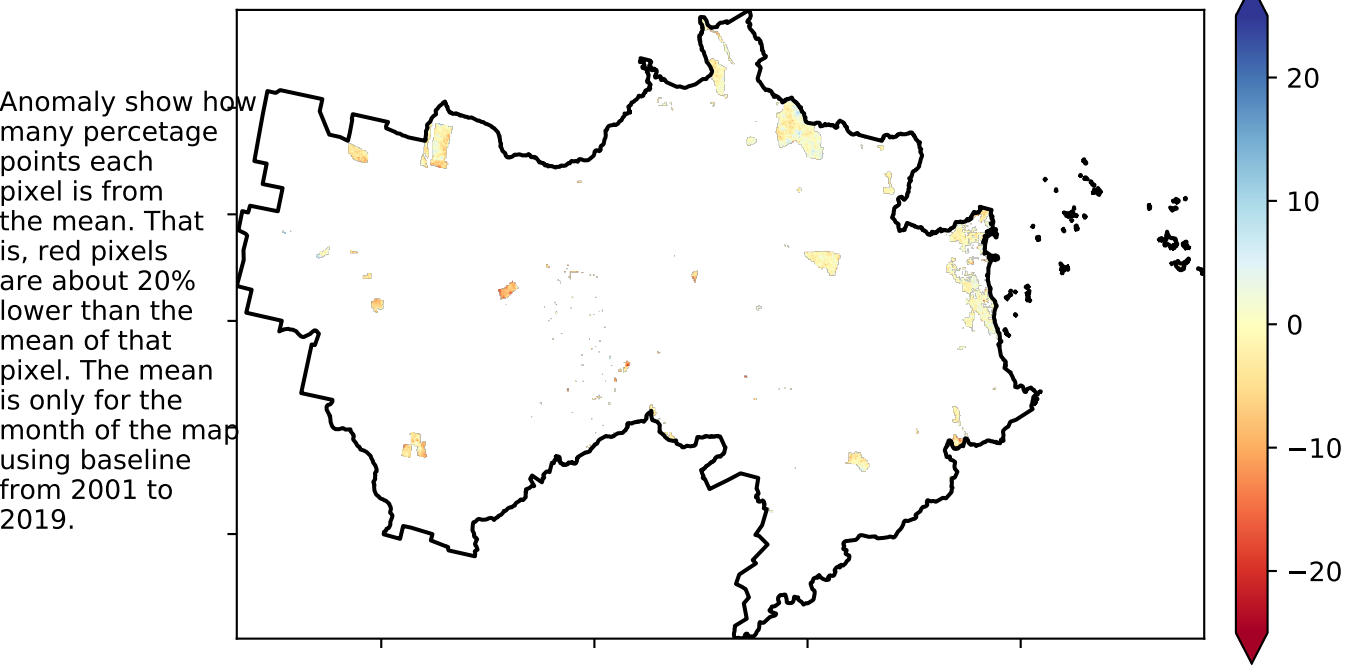 Anomaly show how
many percetage
points each
pixel is from
the mean. That
is, red pixels
are about 20%
lower than the
mean of that
pixel. The mean
is only for the
month of the map
using baseline
from 2001 to
2019.
20
10
0
−10
−20